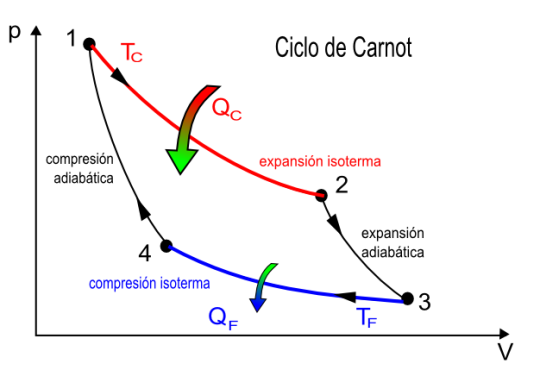 p
1
T_C
Ciclo de Carnot
Q_C
compresión
adiabática
expansión isoterma
2
expansión
adiabática
4
compresión isoterma
3
Q_F
T_F
V